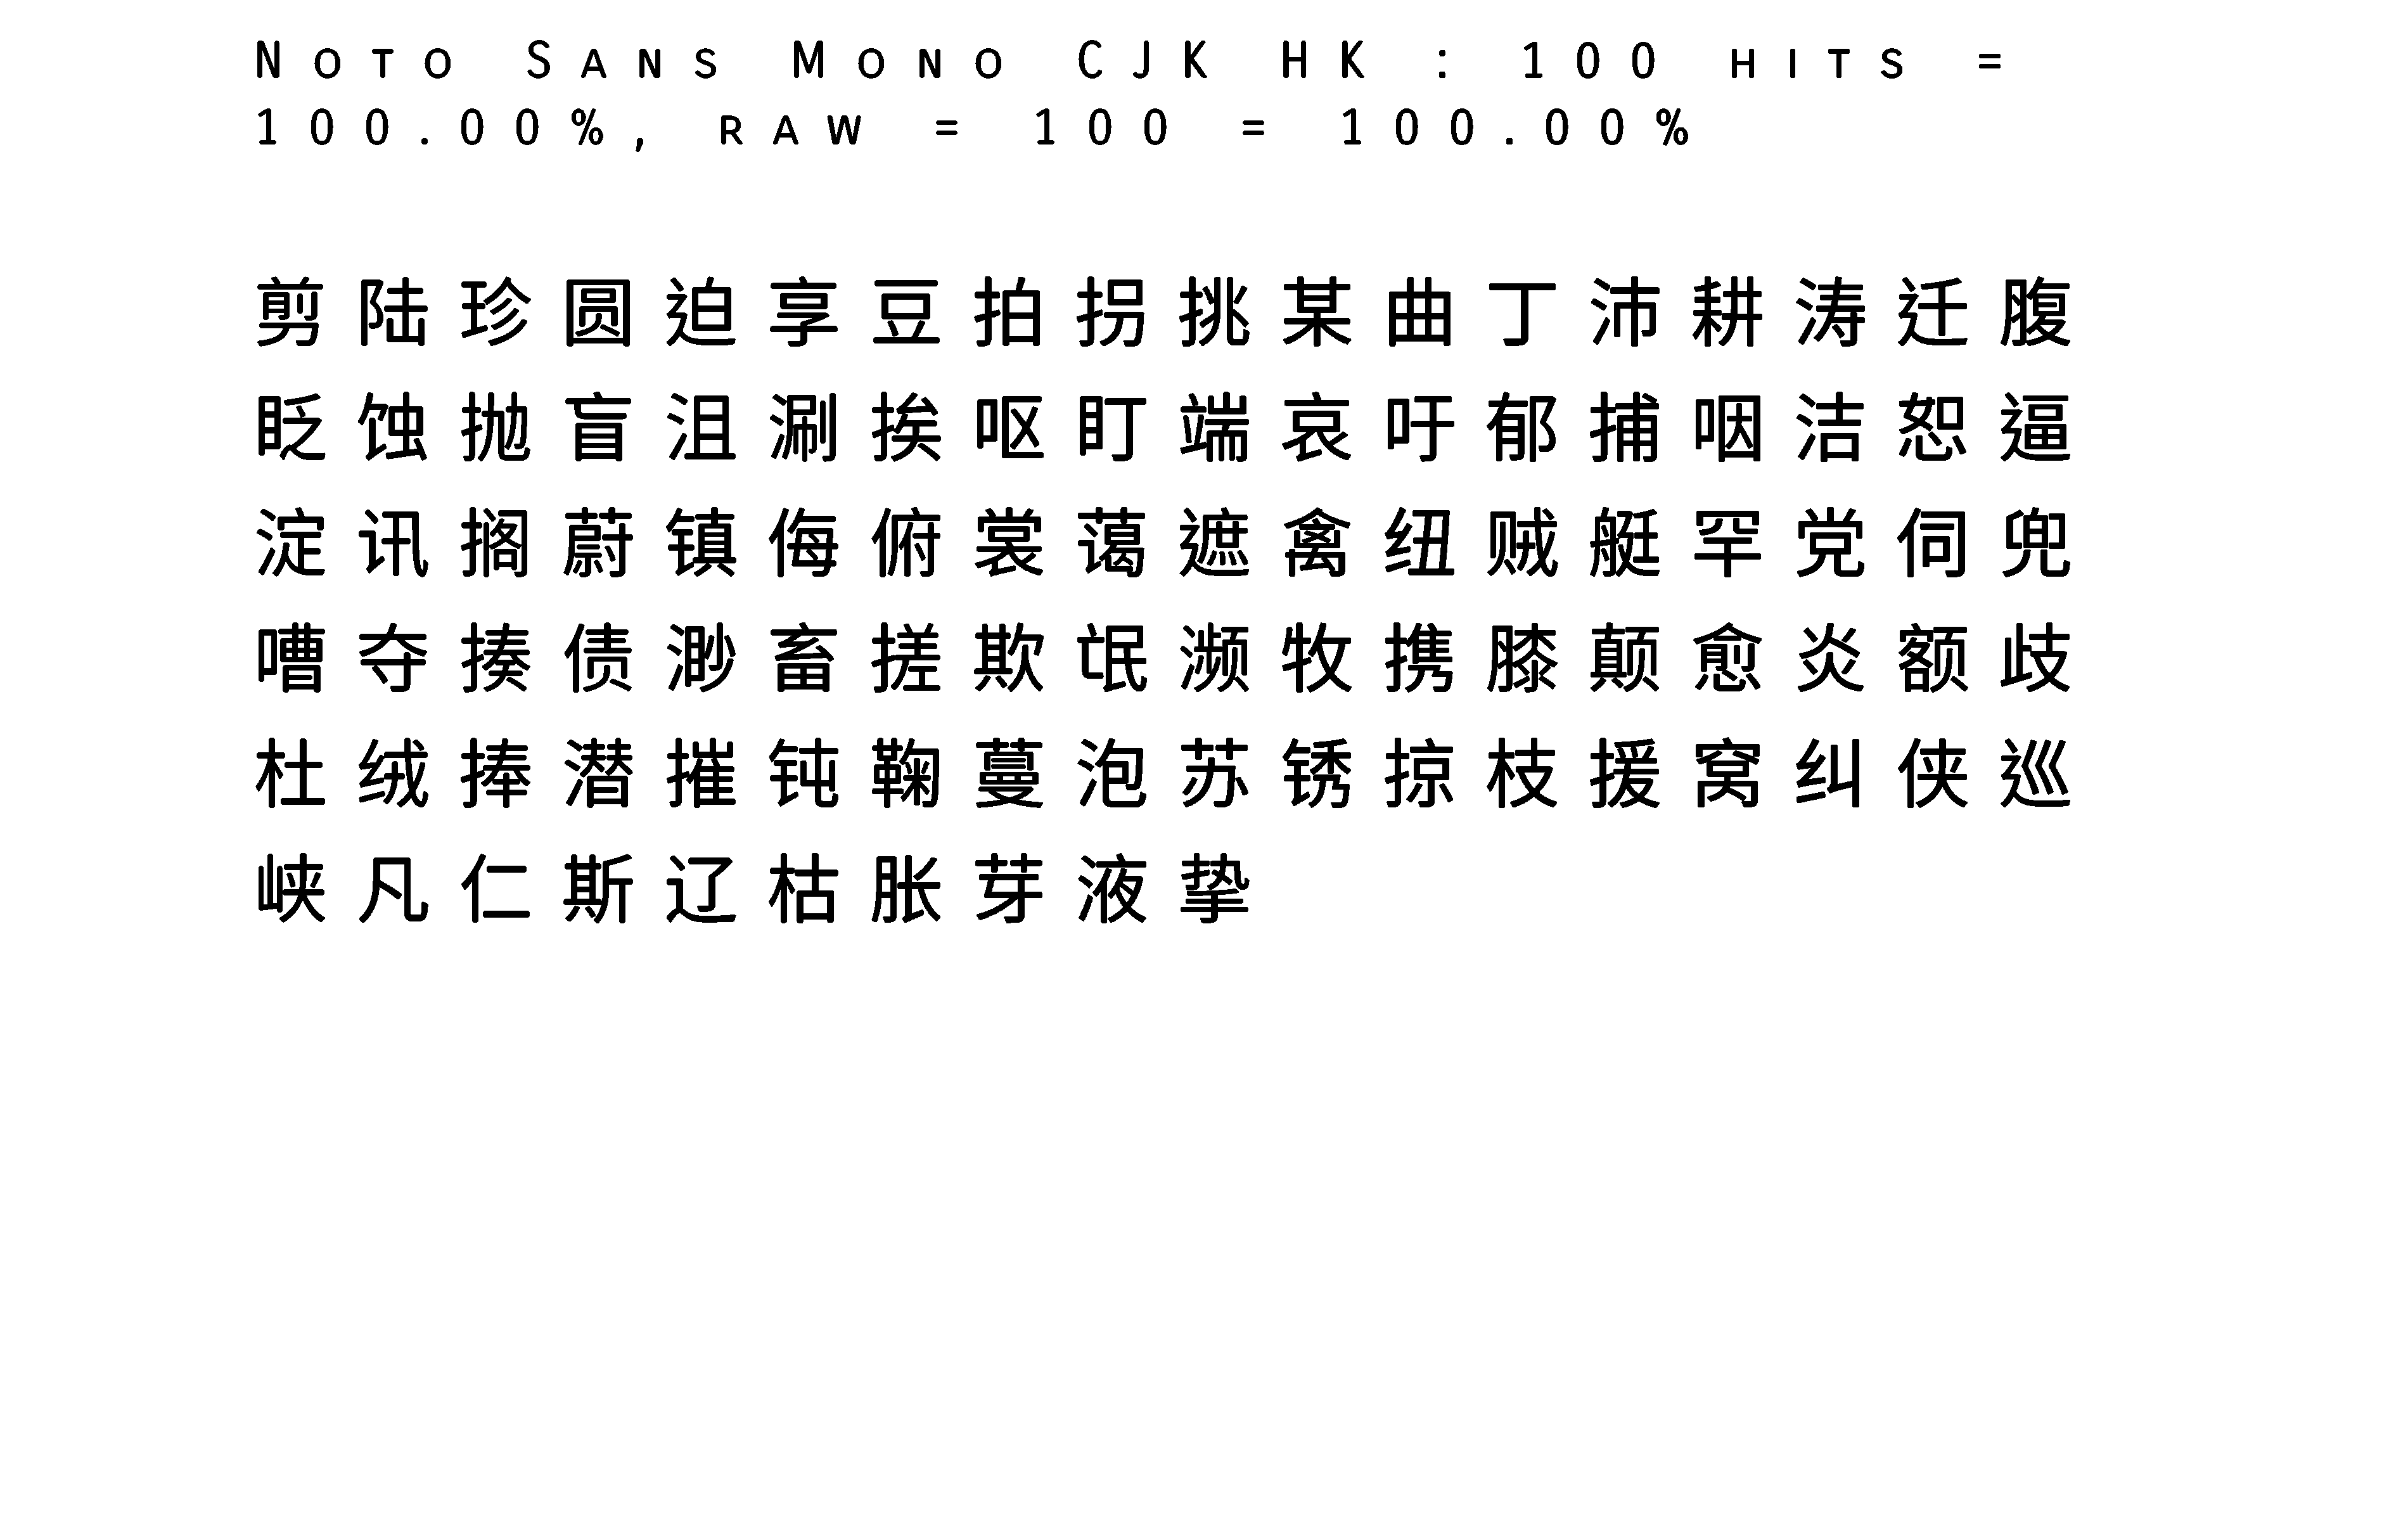 Noto Sans Mono CJK HK : 100 hits =
100.00%, raw = 100 = 100.00%
剪陆珍圆迫享豆拍拐挑某曲丁沛耕涛迁腹
眨蚀抛盲沮涮挨呕盯端哀吁郁捕咽洁恕逼
淀讯搁蔚镇侮俯裳蔼遮禽纽贼艇罕党伺兜
嘈夺揍债渺畜搓欺氓濒牧携膝颠愈炎额歧
杜绒捧潜摧钝鞠蔓泡苏锈掠枝援窝纠侠巡
峡凡仁斯辽枯胀芽液挚